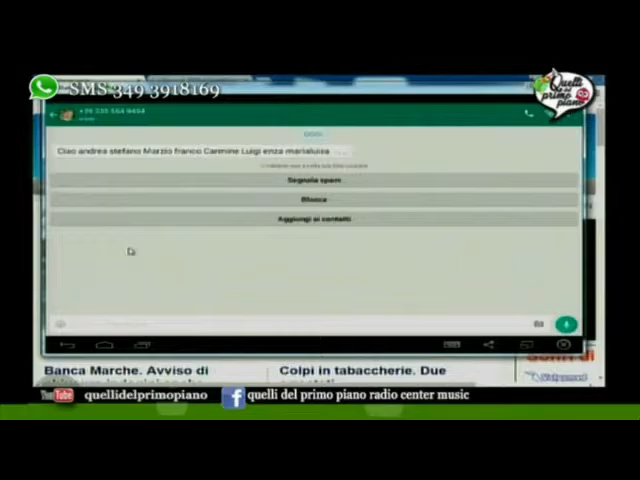 SMS 349 3918169
Quelli
del
primo
piano
OGGI
Ciao andrea stefano Marzio franco Carmine Luigi enza marialuisa
Segnala spam
Blocca
Aggiungi ai contatti
Banca Marche. Avviso di
Colpi in tabaccherie. Due
YouTube quellidelprimopiano
f quelli del primo piano radio center music